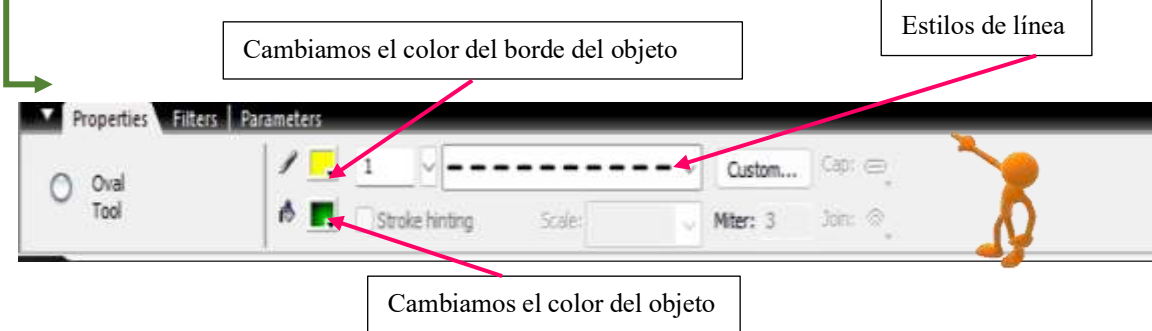 Estilos de línea
Cambiamos el color del borde del objeto
Properties Filters Parameters
Oval
Tool
1 Custom... Cap:
Stroke hinting Scale: Miter: 3 Join:
Cambiamos el color del objeto